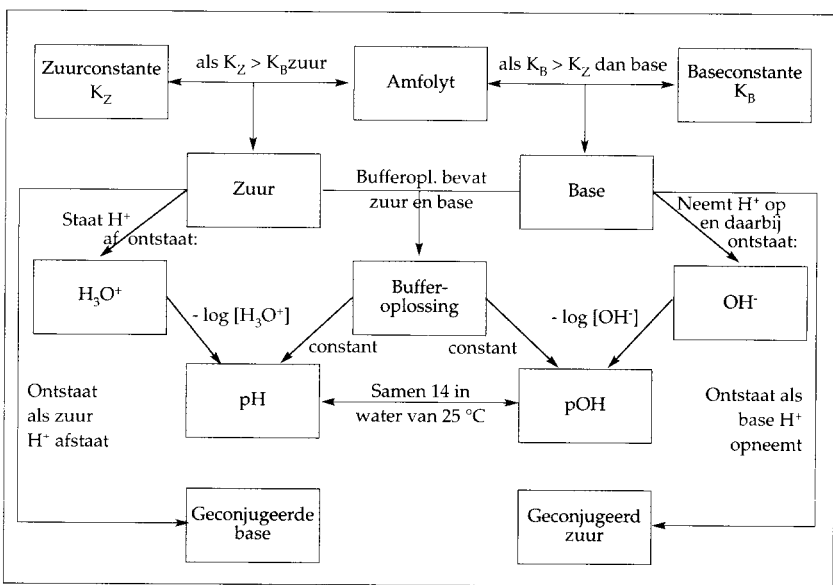 Zuurconstante
K_Z
als K_Z > K_B zuur
Amfolyt
als K_B > K_Z dan base
Baseconstante
K_B
Zuur
Bufferopl. bevat
zuur en base
Base
Staat H⁺
af ontstaat:
Neemt H⁺ op
en daarbij
ontstaat:
H₃O⁺
- log [H₃O⁺]
Buffer-
oplossing
- log [OH⁻]
OH⁻
constant
constant
pH
Samen 14 in
water van 25 °C
pOH
Ontstaat
als zuur
H⁺ afstaat
Ontstaat als
base H⁺
opneemt
Geconjugeerde
base
Geconjugeerd
zuur